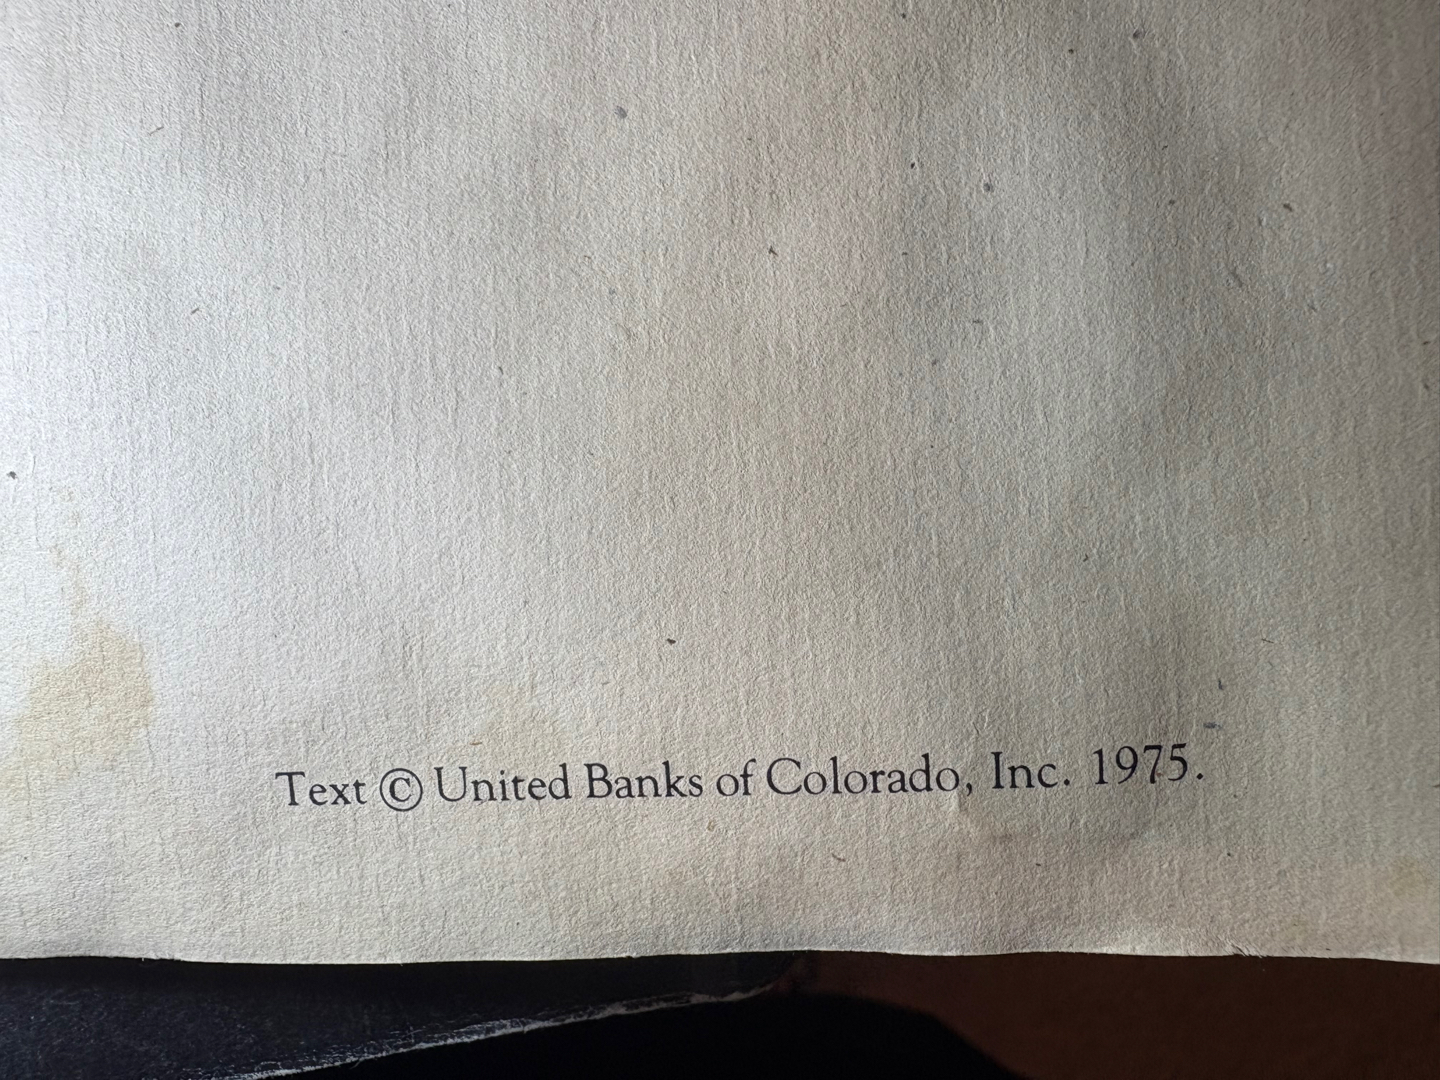 Text © United Banks of Colorado, Inc. 1975.